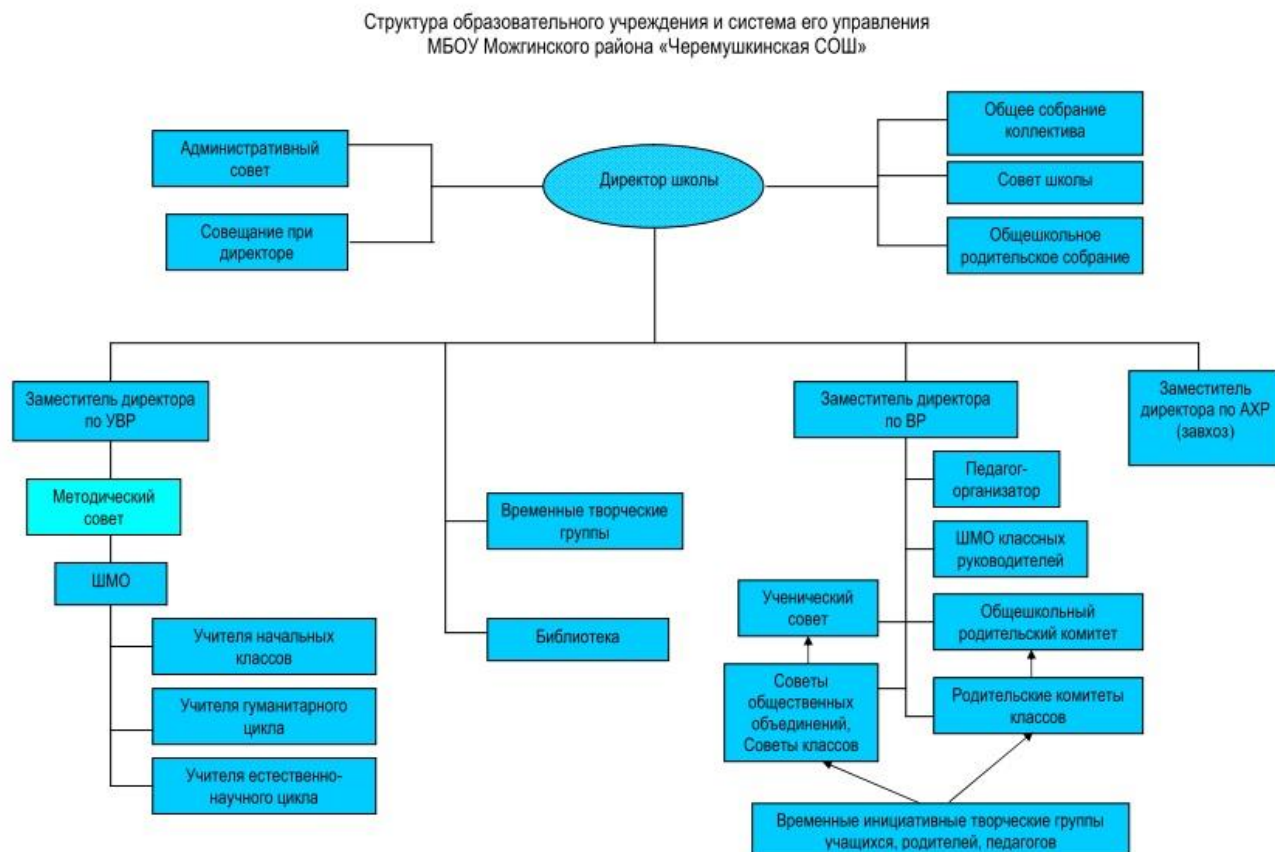 Структура образовательного учреждения и система его управления
МБОУ Можгинского района «Черемушкинская СОШ»
Административный
совет
Совещание при
директоре
Директор школы
Общее собрание
коллектива
Совет школы
Общешкольное
родительское собрание
Заместитель директора
по УВР
Методический
совет
ШМО
Учителя начальных
классов
Учителя гуманитарного
цикла
Учителя естественно-
научного цикла
Временные творческие
группы
Библиотека
Заместитель директора
по ВР
Педагог-
организатор
ШМО классных
руководителей
Ученический
совет
Общешкольный
родительский комитет
Советы
общественных
объединений,
Советы классов
Родительские комитеты
классов
Временные инициативные творческие группы
учащихся, родителей, педагогов
Заместитель
директора по АХР
(завхоз)